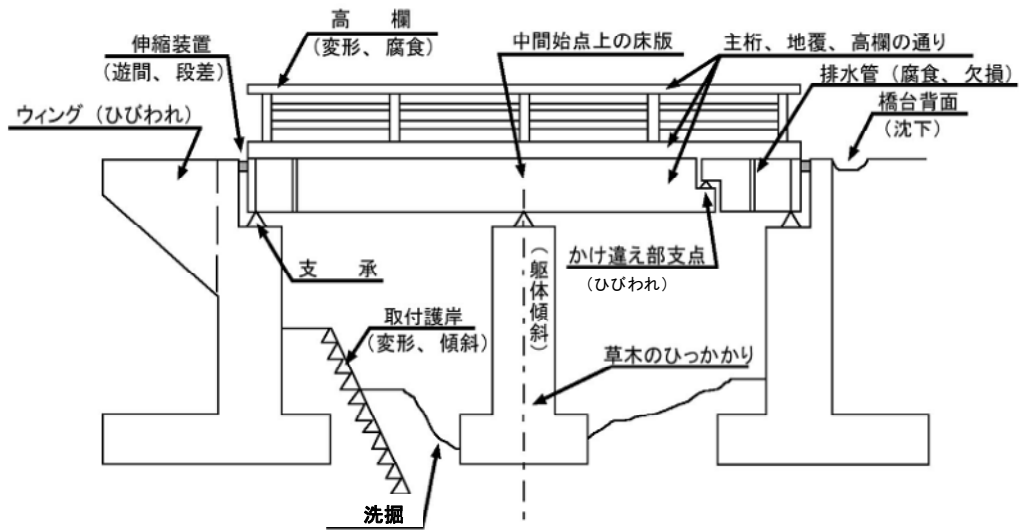 高　欄
(変形、腐食)
伸縮装置
(遊間、段差)
中間始点上の床版
主桁、地覆、高欄の通り
排水管 (腐食、欠損)
ウィング (ひびわれ)
橋台背面
(沈下)
支　承
(躯体傾斜)
かけ違え部支点
(ひびわれ)
取付護岸
(変形、傾斜)
草木のひっかかり
洗掘